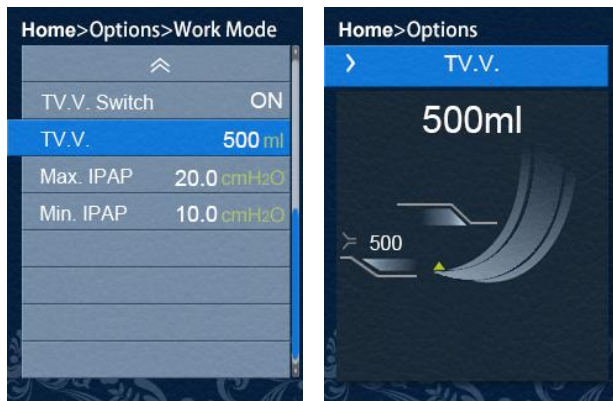 Home>Options>Work Mode
TV.V. Switch ON
TV.V. 500 ml
Max. IPAP 20.0 cmH2O
Min. IPAP 10.0 cmH2O
Home>Options
TV.V.
500ml
500